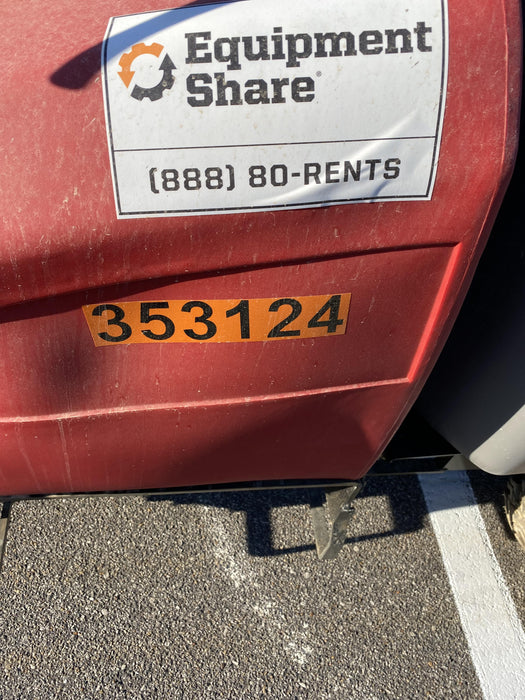 Equipment
Share®
(888) 80-RENTS
353124